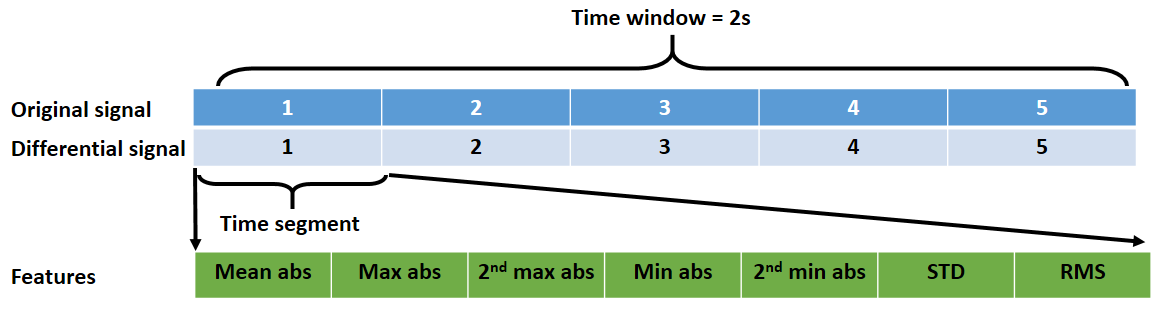 Time window = 2s
Original signal 1 2 3 4 5
Differential signal 1 2 3 4 5
Time segment
Features Mean abs Max abs 2nd max abs Min abs 2nd min abs STD RMS